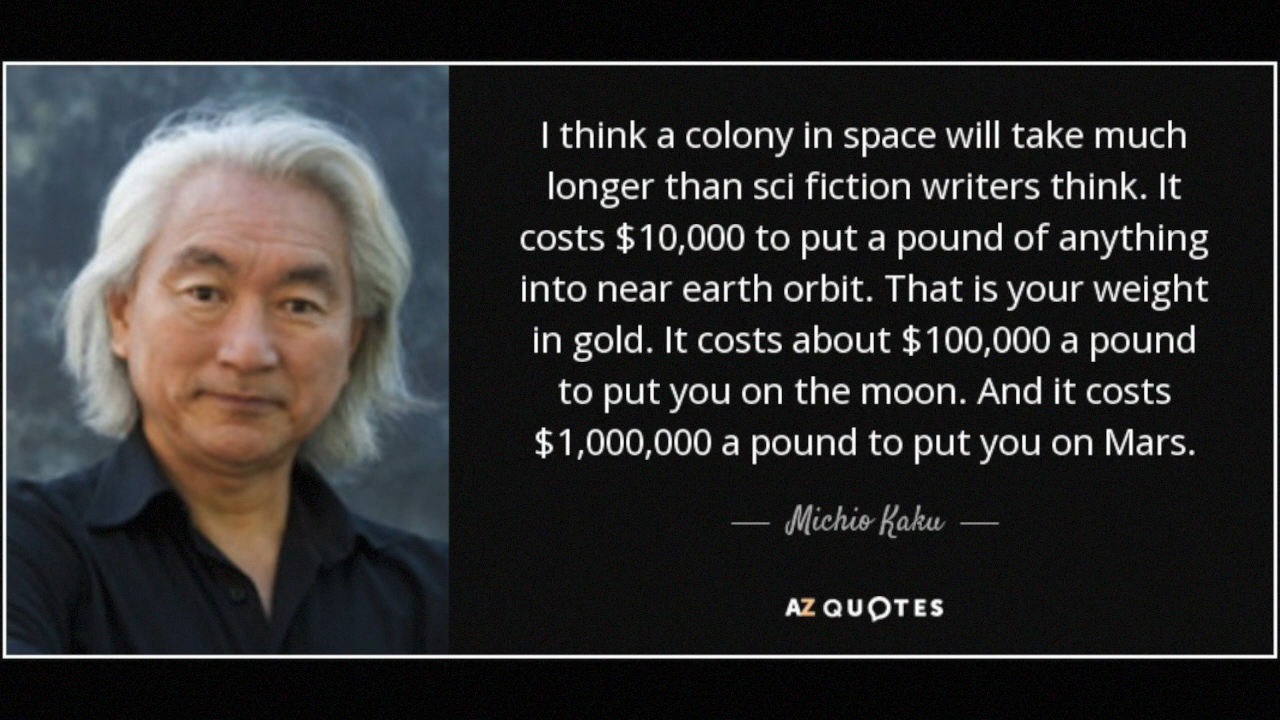 I think a colony in space will take much
longer than sci fiction writers think. It
costs $10,000 to put a pound of anything
into near earth orbit. That is your weight
in gold. It costs about $100,000 a pound
to put you on the moon. And it costs
$1,000,000 a pound to put you on Mars.
Michio Kaku
AZ QUOTES